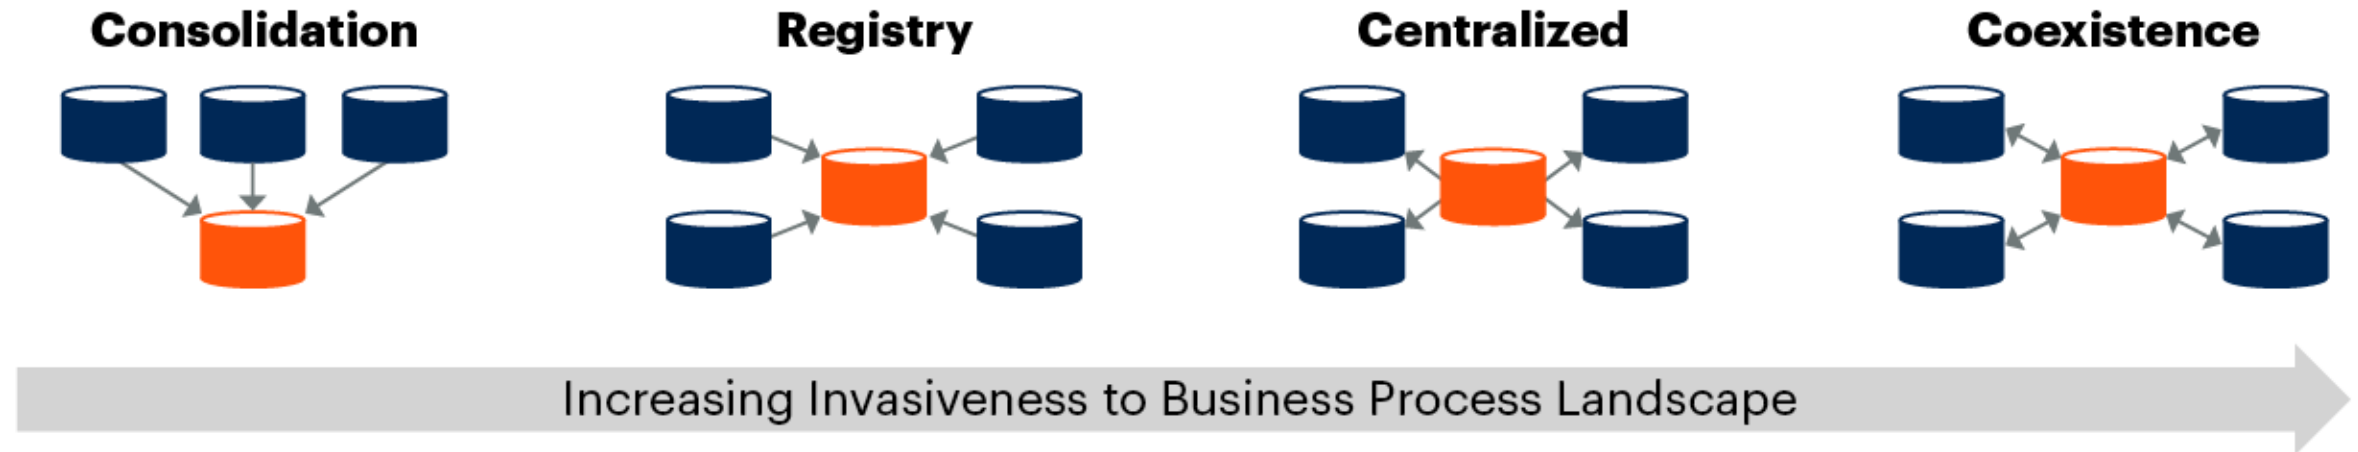 Consolidation
Registry
Centralized
Coexistence
Increasing Invasiveness to Business Process Landscape